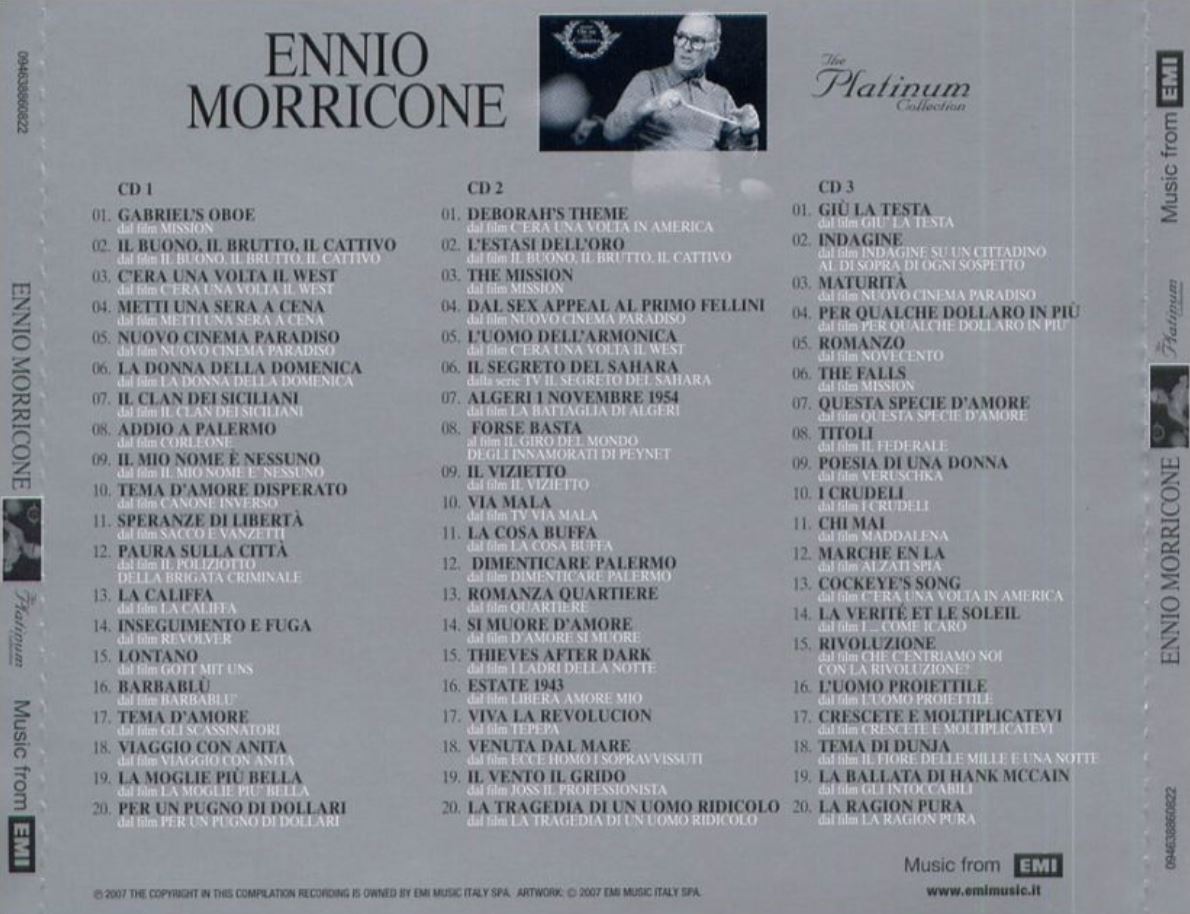 ENNIO
MORRICONE
The
Platinum
Collection
CD 1
01. GABRIEL'S OBOE
dal film MISSION
02. IL BUONO, IL BRUTTO, IL CATTIVO
dal film IL BUONO, IL BRUTTO, IL CATTIVO
03. C'ERA UNA VOLTA IL WEST
dal film C'ERA UNA VOLTA IL WEST
04. METTI UNA SERA A CENA
dal film METTI UNA SERA A CENA
05. NUOVO CINEMA PARADISO
dal film NUOVO CINEMA PARADISO
06. LA DONNA DELLA DOMENICA
dal film LA DONNA DELLA DOMENICA
07. IL CLAN DEI SICILIANI
dal film IL CLAN DEI SICILIANI
08. ADDIO A PALERMO
dal film CORLEONE
09. IL MIO NOME È NESSUNO
dal film IL MIO NOME E' NESSUNO
10. TEMA D'AMORE DISPERATO
dal film CANONE INVERSO
11. SPERANZE DI LIBERTÀ
dal film SACCO E VANZETTI
12. PAURA SULLA CITTÀ
dal film IL POLIZIOTTO
DELLA BRIGATA CRIMINALE
13. LA CALIFFA
dal film LA CALIFFA
14. INSEGUIMENTO E FUGA
dal film REVOLVER
15. LONTANO
dal film GOTT MIT UNS
16. BARBABLÙ
dal film BARBABLU'
17. TEMA D'AMORE
dal film GLI SCASSINATORI
18. VIAGGIO CON ANITA
dal film VIAGGIO CON ANITA
19. LA MOGLIE PIÙ BELLA
dal film LA MOGLIE PIU' BELLA
20. PER UN PUGNO DI DOLLARI
dal film PER UN PUGNO DI DOLLARI
CD 2
01. DEBORAH'S THEME
dal film C'ERA UNA VOLTA IN AMERICA
02. L'ESTASI DELL'ORO
dal film IL BUONO, IL BRUTTO, IL CATTIVO
03. THE MISSION
dal film MISSION
04. DAL SEX APPEAL AL PRIMO FELLINI
dal film NUOVO CINEMA PARADISO
05. L'UOMO DELL'ARMONICA
dal film C'ERA UNA VOLTA IL WEST
06. IL SEGRETO DEL SAHARA
dalla serie TV IL SEGRETO DEL SAHARA
07. ALGERI 1 NOVEMBRE 1954
dal film LA BATTAGLIA DI ALGERI
08. FORSE BASTA
al film IL GIRO DEL MONDO
DEGLI INNAMORATI DI PEYNET
09. IL VIZIETTO
dal film IL VIZIETTO
10. VIA MALA
dal film TV VIA MALA
11. LA COSA BUFFA
dal film LA COSA BUFFA
12. DIMENTICARE PALERMO
dal film DIMENTICARE PALERMO
13. ROMANZA QUARTIERE
dal film QUARTIERE
14. SI MUORE D'AMORE
dal film D'AMORE SI MUORE
15. THIEVES AFTER DARK
dal film I LADRI DELLA NOTTE
16. ESTATE 1943
dal film LIBERA AMORE MIO
17. VIVA LA REVOLUCION
dal film TEPEPA
18. VENUTA DAL MARE
dal film ECCE HOMO I SOPRAVVISSUTI
19. IL VENTO IL GRIDO
dal film JOSS IL PROFESSIONISTA
20. LA TRAGEDIA DI UN UOMO RIDICOLO
dal film LA TRAGEDIA DI UN UOMO RIDICOLO
CD 3
01. GIÙ LA TESTA
dal film GIU' LA TESTA
02. INDAGINE
dal film INDAGINE SU UN CITTADINO
AL DI SOPRA DI OGNI SOSPETTO
03. MATURITÀ
dal film NUOVO CINEMA PARADISO
04. PER QUALCHE DOLLARO IN PIÙ
dal film PER QUALCHE DOLLARO IN PIU'
05. ROMANZO
dal film NOVECENTO
06. THE FALLS
dal film MISSION
07. QUESTA SPECIE D'AMORE
dal film QUESTA SPECIE D'AMORE
08. TITOLI
dal film IL FEDERALE
09. POESIA DI UNA DONNA
dal film VERUSCHKA
10. I CRUDELI
dal film I CRUDELI
11. CHI MAI
dal film MADDALENA
12. MARCHE EN LA
dal film ALZATI SPIA
13. COCKEYE'S SONG
dal film C'ERA UNA VOLTA IN AMERICA
14. LA VERITÉ ET LE SOLEIL
dal film I ... COME ICARO
15. RIVOLUZIONE
dal film CHE C'ENTRIAMO NOI
CON LA RIVOLUZIONE?
16. L'UOMO PROIETTILE
dal film L'UOMO PROIETTILE
17. CRESCETE E MOLTIPLICATEVI
dal film CRESCETE E MOLTIPLICATEVI
18. TEMA DI DUNJA
dal film IL FIORE DELLE MILLE E UNA NOTTE
19. LA BALLATA DI HANK MCCAIN
dal film GLI INTOCCABILI
20. LA RAGION PURA
dal film LA RAGION PURA
Music from EMI
www.emimusic.it
℗ 2007 THE COPYRIGHT IN THIS COMPILATION RECORDING IS OWNED BY EMI MUSIC ITALY SPA. ARTWORK: © 2007 EMI MUSIC ITALY SPA.
094638860822
ENNIO MORRICONE
The
Platinum
Collection
Music from EMI
Music from EMI
The
Platinum
Collection
ENNIO MORRICONE
094638860822